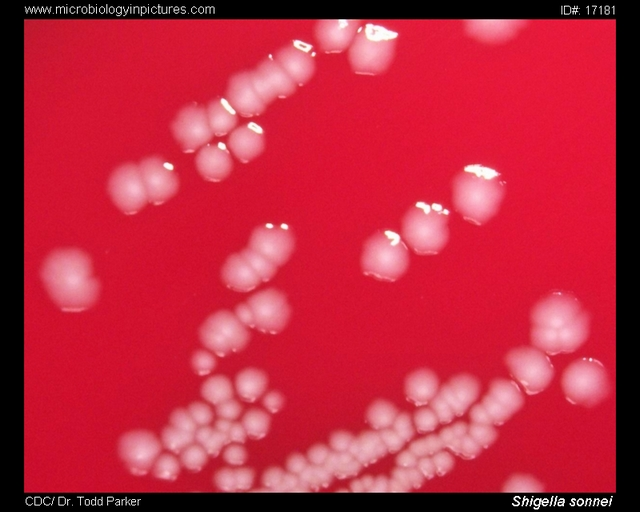 www.microbiologyinpictures.com
ID#: 17181
CDC/ Dr. Todd Parker
Shigella sonnei